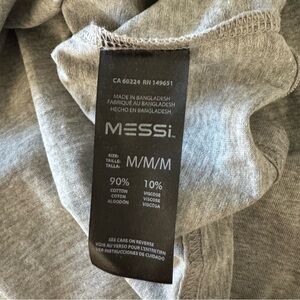 CA 60224 RN 149651
MADE IN BANGLADESH
FABRIQUÉ AU BANGLADESH
HECHO EN BANGLADESH
MESSi.
SIZE:
TAILLE: M/M/M
TALLA:
90% 10%
COTTON VISCOSE
COTON VISCOSE
ALGODÓN VISCOSA
SEE CARE ON REVERSE
VOIR AU VERSO POUR L'ENTRETIEN
VER INSTRUCCIONES DE CUIDADO